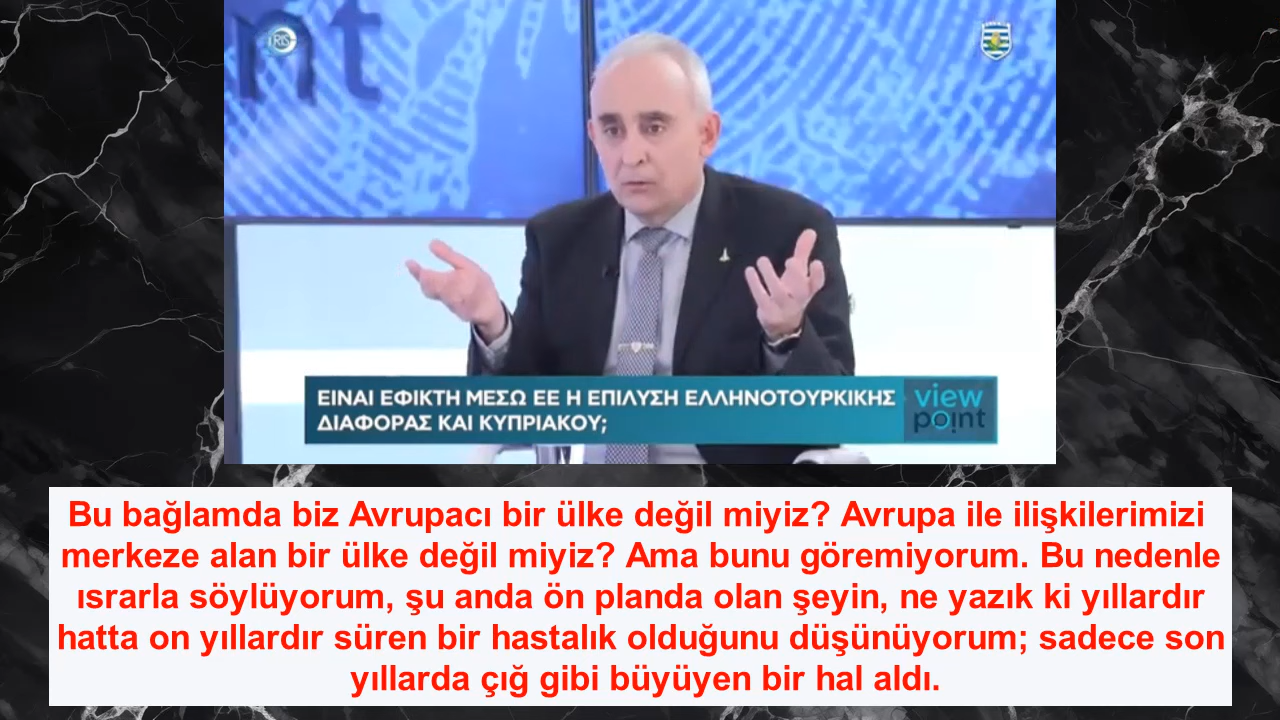 nt
RIS
ΕΙΝΑΙ ΕΦΙΚΤΗ ΜΕΣΩ ΕΕ Η ΕΠΙΛΥΣΗ ΕΛΛΗΝΟΤΟΥΡΚΙΚΗΣ
ΔΙΑΦΟΡΑΣ ΚΑΙ ΚΥΠΡΙΑΚΟΥ;
view
point
Bu bağlamda biz Avrupacı bir ülke değil miyiz? Avrupa ile ilişkilerimizi
merkeze alan bir ülke değil miyiz? Ama bunu göremiyorum. Bu nedenle
ısrarla söylüyorum, şu anda ön planda olan şeyin, ne yazık ki yıllardır
hatta on yıllardır süren bir hastalık olduğunu düşünüyorum; sadece son
yıllarda çığ gibi büyüyen bir hal aldı.